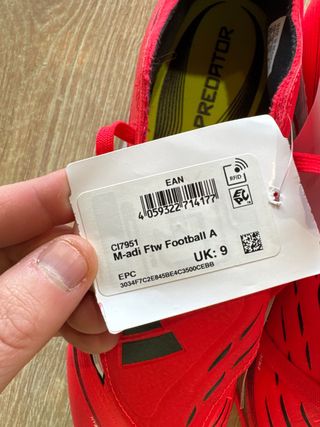 PREDATOR
EAN
RFID
4059322714177
CI7951
M-adi Ftw Football A
UK: 9
EPC
3034F7C2E845BE4C3500CEBB